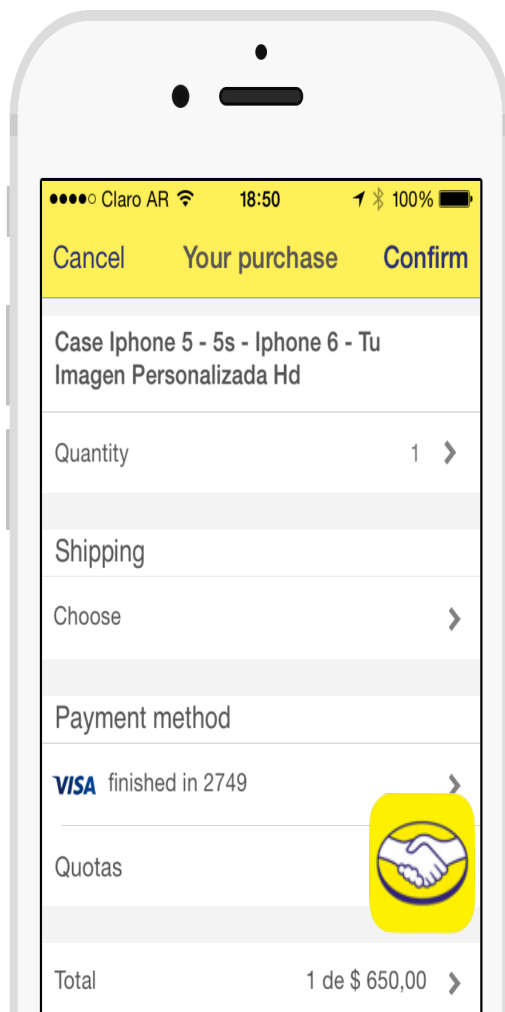 Claro AR 18:50 100%
Cancel Your purchase Confirm
Case Iphone 5 - 5s - Iphone 6 - Tu
Imagen Personalizada Hd
Quantity 1
Shipping
Choose
Payment method
VISA finished in 2749
Quotas
Total 1 de $ 650,00